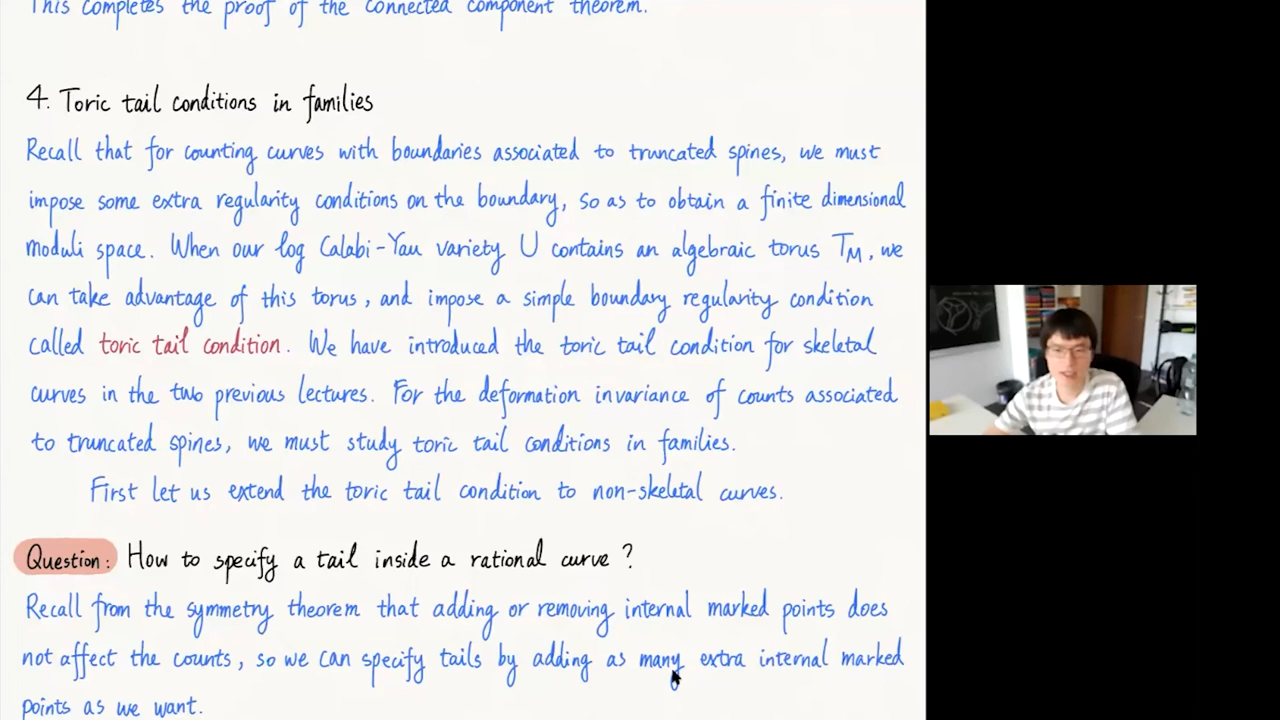 This completes the proof of the connected component theorem.
4. Toric tail conditions in families
Recall that for counting curves with boundaries associated to truncated spines, we must
impose some extra regularity conditions on the boundary, so as to obtain a finite dimensional
moduli space. When our log Calabi-Yau variety U contains an algebraic torus TM, we
can take advantage of this torus, and impose a simple boundary regularity condition
called toric tail condition. We have introduced the toric tail condition for skeletal
curves in the two previous lectures. For the deformation invariance of counts associated
to truncated spines, we must study toric tail conditions in families.
First let us extend the toric tail condition to non-skeletal curves.
Question: How to specify a tail inside a rational curve?
Recall from the symmetry theorem that adding or removing internal marked points does
not affect the counts, so we can specify tails by adding as many extra internal marked
points as we want.